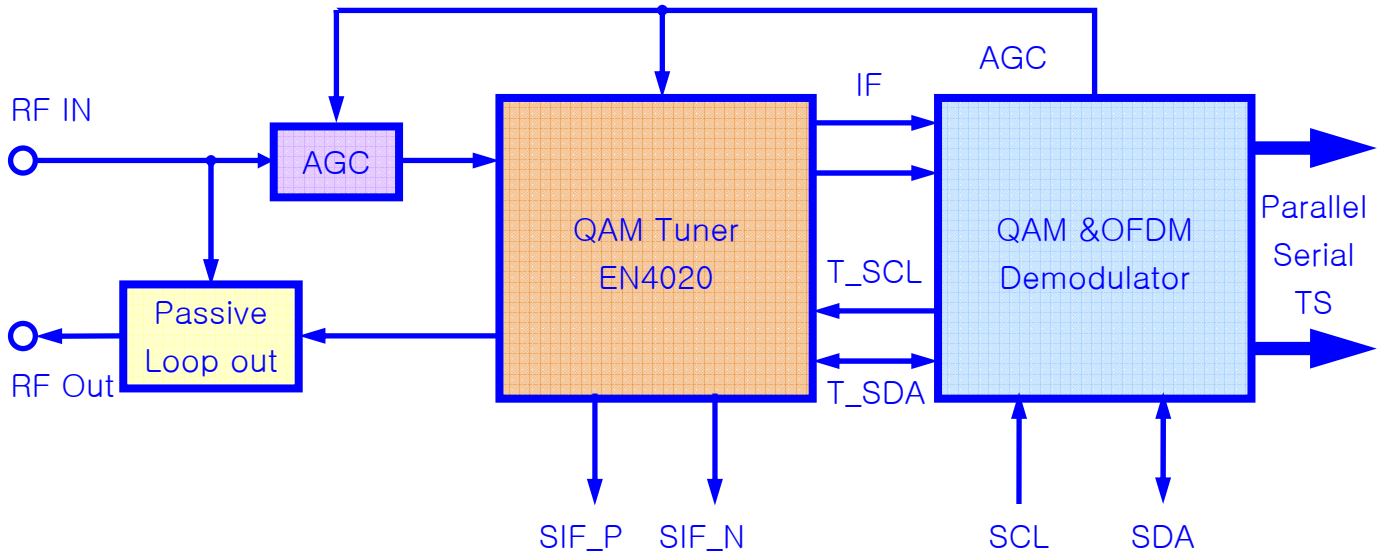 AGC
IF
RF IN
AGC
QAM Tuner
EN4020
QAM &OFDM
Demodulator
Parallel
Serial
TS
T_SCL
T_SDA
Passive
Loop out
RF Out
SIF_P
SIF_N
SCL
SDA